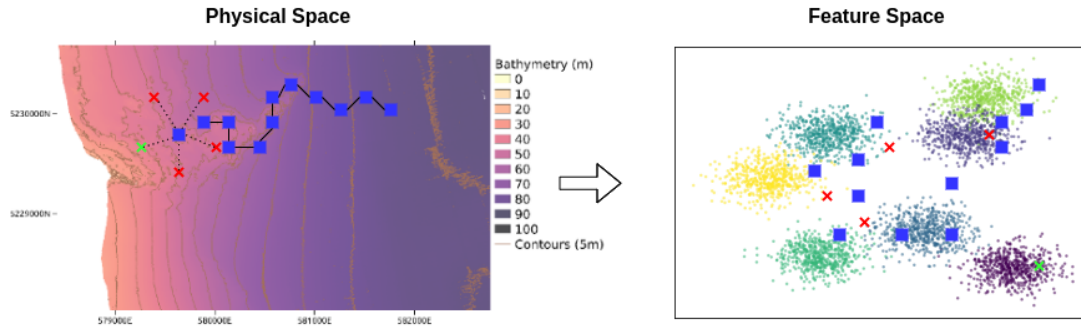 Physical Space
Feature Space
Bathymetry (m)
0
10
20
30
40
50
60
70
80
90
100
Contours (5m)
5230000N
5229000N
579000E
580000E
581000E
582000E